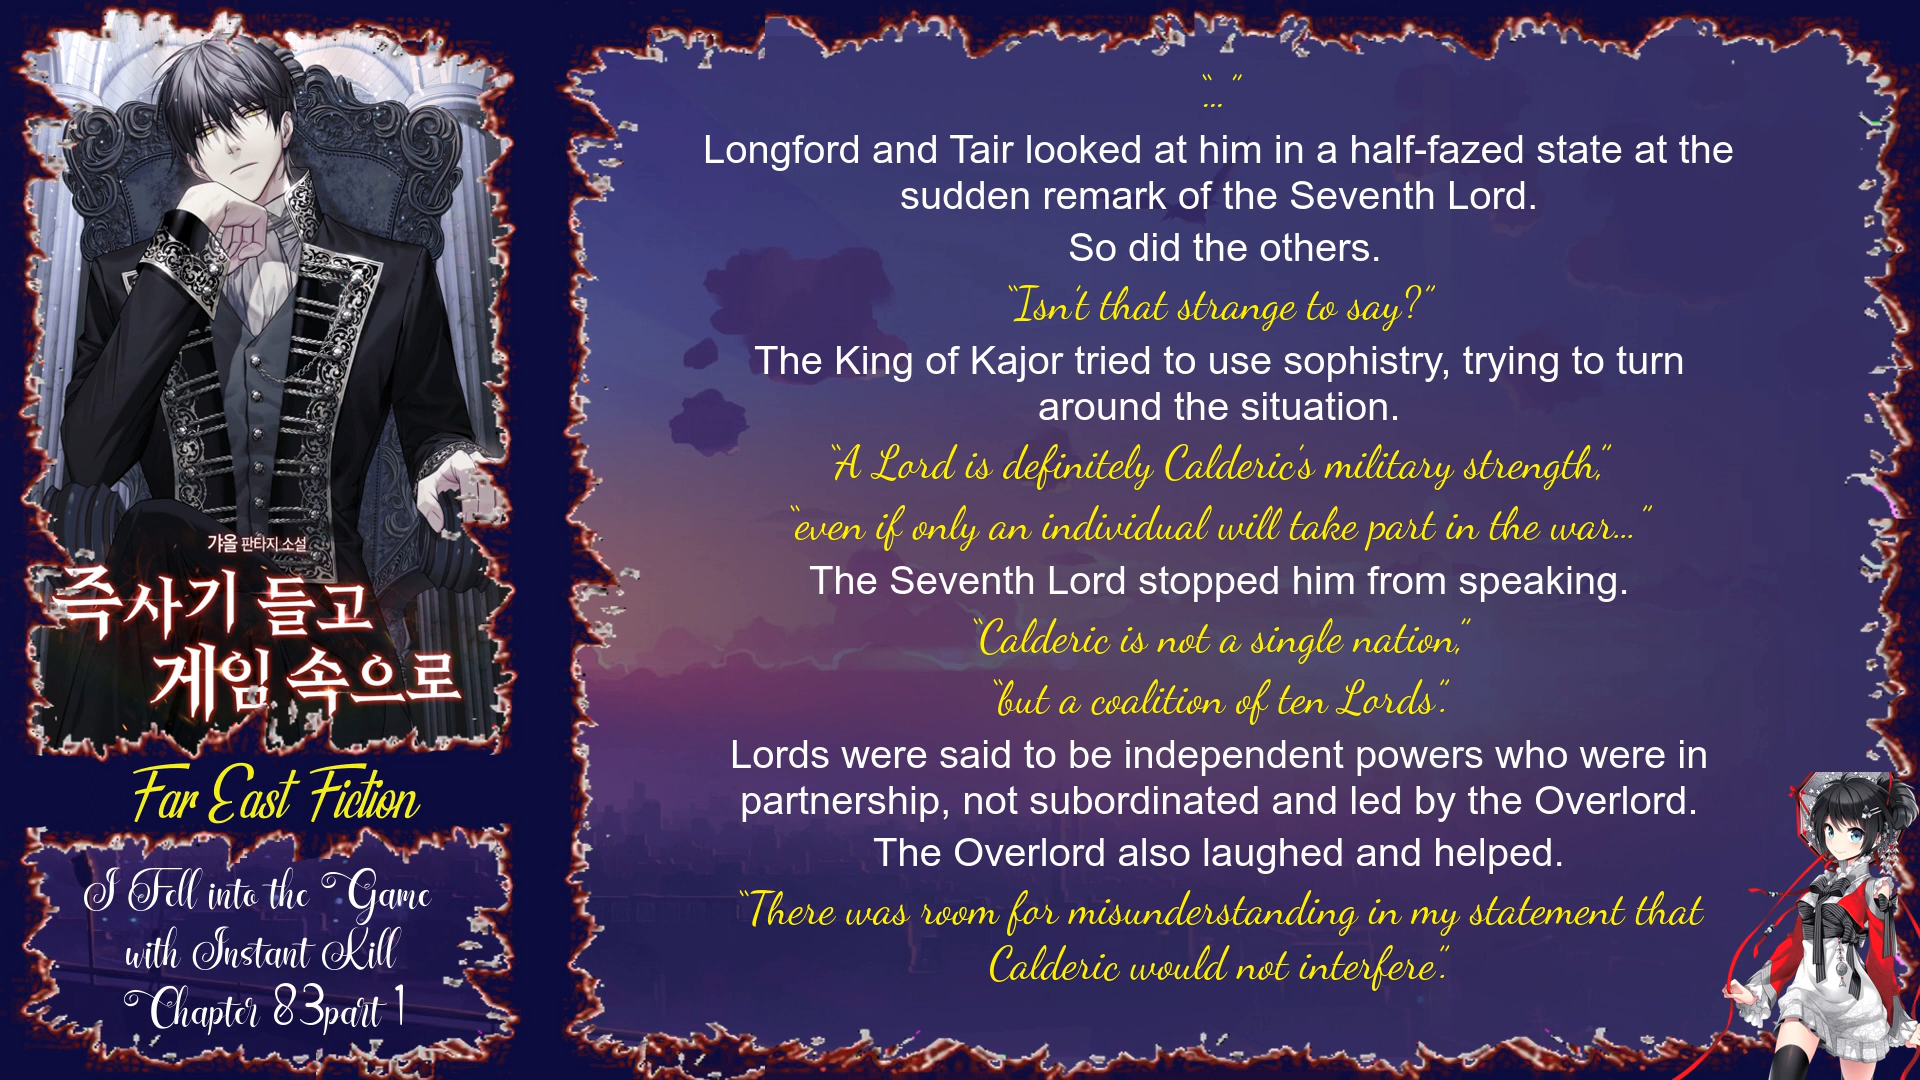 갸올 판타지 소설
즉사기 들고
게임 속으로
Far East Fiction
I Fell into the Game
with Instant Kill
Chapter 83part 1
“...”
Longford and Tair looked at him in a half-fazed state at the
sudden remark of the Seventh Lord.
So did the others.
“Isn't that strange to say?”
The King of Kajor tried to use sophistry, trying to turn
around the situation.
“A Lord is definitely Calderic's military strength,”
“even if only an individual will take part in the war...”
The Seventh Lord stopped him from speaking.
“Calderic is not a single nation,”
“but a coalition of ten Lords”.
Lords were said to be independent powers who were in
partnership, not subordinated and led by the Overlord.
The Overlord also laughed and helped.
“There was room for misunderstanding in my statement that
Calderic would not interfere”.